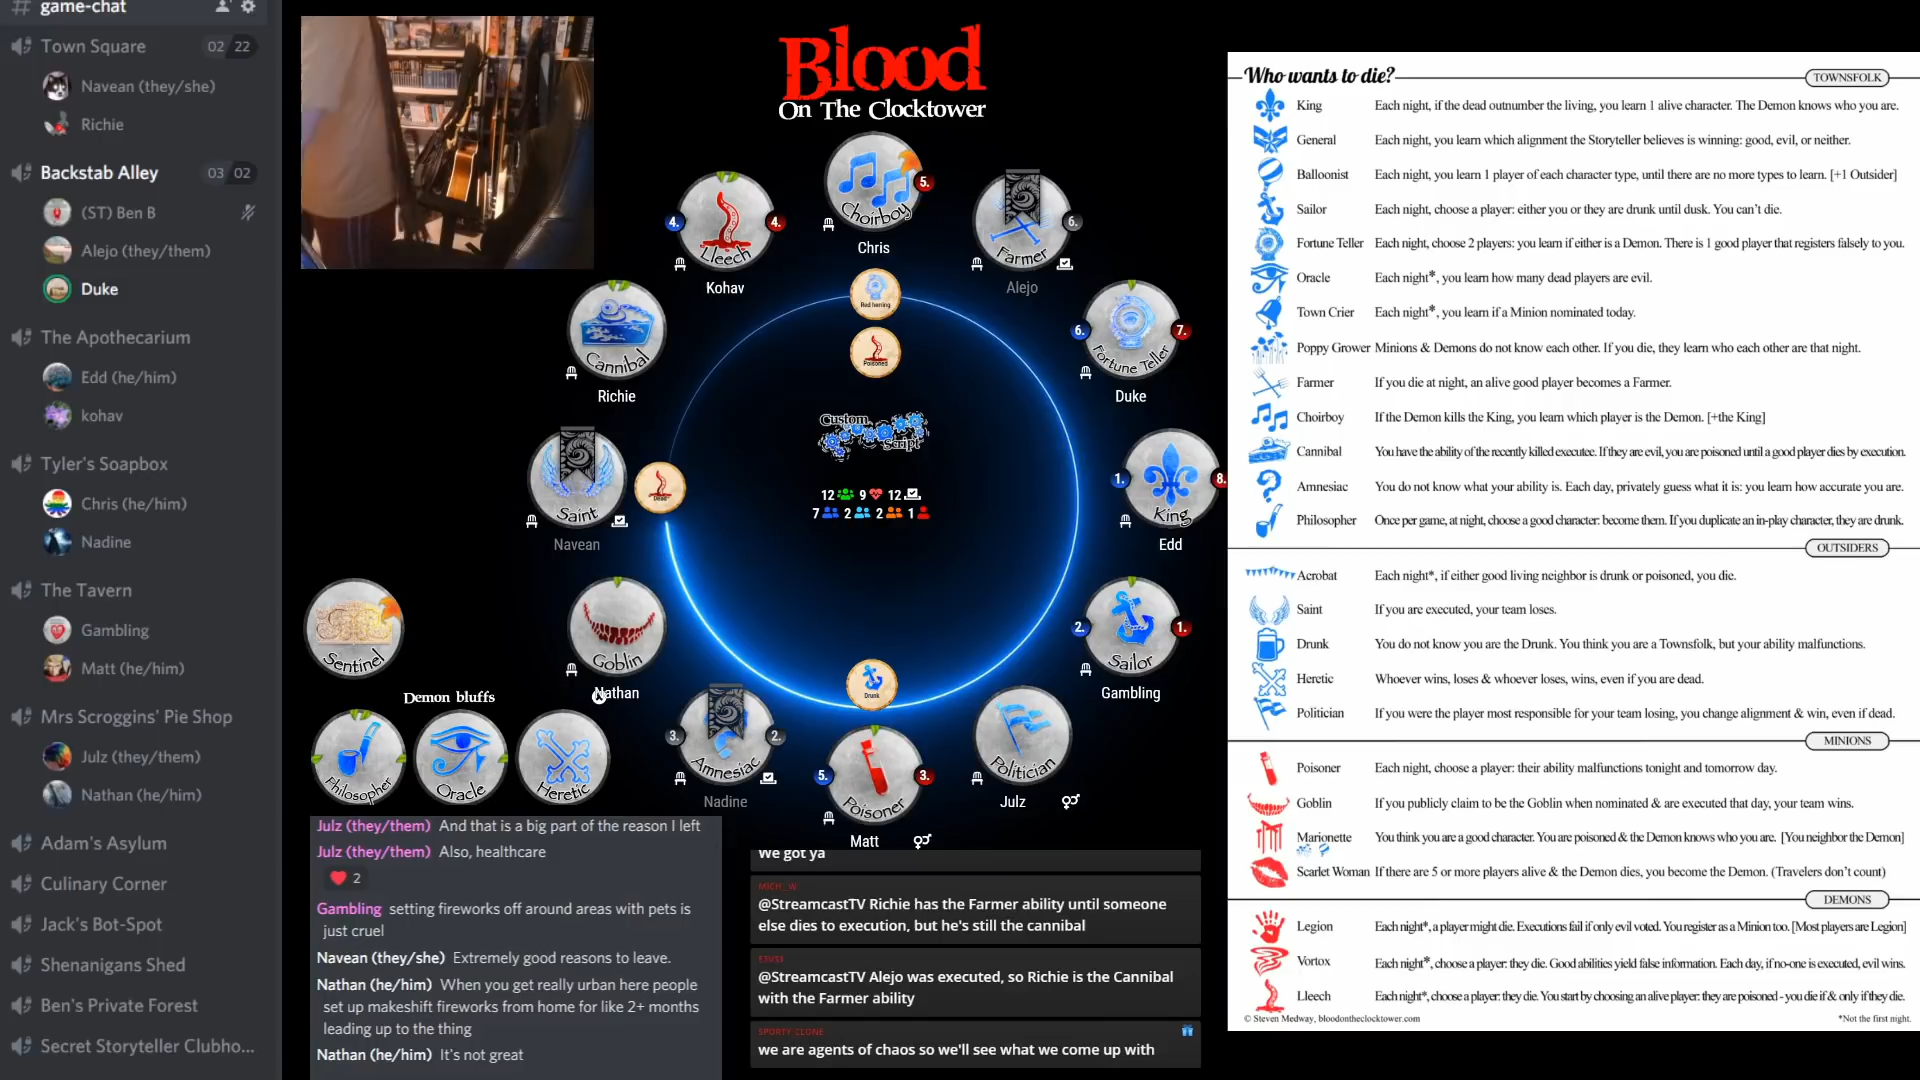 game-chat
Town Square 02 22
Navean (they/she)
Richie
Backstab Alley 03 02
(ST) Ben B
Alejo (they/them)
Duke
The Apothecarium
Edd (he/him)
kohav
Tyler's Soapbox
Chris (he/him)
Nadine
The Tavern
Gambling
Matt (he/him)
Mrs Scroggins' Pie Shop
Julz (they/them)
Nathan (he/him)
Adam's Asylum
Culinary Corner
Jack's Bot-Spot
Shenanigans Shed
Ben's Private Forest
Secret Storyteller Clubho...
Blood
On The Clocktower
Choirboy
5.
Chris
4. Lleech 4.
Kohav
Farmer
6.
Alejo
Cannibal
Richie
Red herring
Poisoned
6. Fortune Teller 7.
Duke
Custom
Script
12 9 12
7 2 2 1
Saint
Navean
Dead
1. King 8.
Edd
Sentinel
Goblin
Nathan
2. Sailor 1.
Gambling
Drunk
Demon bluffs
Philosopher
Oracle
Heretic
3. Amnesiac 2.
Nadine
5. Poisoner 3.
Matt
Politician
Julz
Julz (they/them) And that is a big part of the reason I left
Julz (they/them) Also, healthcare
2
Gambling setting fireworks off around areas with pets is
just cruel
Navean (they/she) Extremely good reasons to leave.
Nathan (he/him) When you get really urban here people
set up makeshift fireworks from home for like 2+ months
leading up to the thing
Nathan (he/him) It's not great
We got ya
MICH_W
@StreamcastTV Richie has the Farmer ability until someone
else dies to execution, but he's still the cannibal
@StreamcastTV Alejo was executed, so Richie is the Cannibal
with the Farmer ability
SPORTY CLONE
we are agents of chaos so we'll see what we come up with
Who wants to die? TOWNSFOLK
King Each night, if the dead outnumber the living, you learn 1 alive character. The Demon knows who you are.
General Each night, you learn which alignment the Storyteller believes is winning: good, evil, or neither.
Balloonist Each night, you learn 1 player of each character type, until there are no more types to learn. [+1 Outsider]
Sailor Each night, choose a player: either you or they are drunk until dusk. You can't die.
Fortune Teller Each night, choose 2 players: you learn if either is a Demon. There is 1 good player that registers falsely to you.
Oracle Each night*, you learn how many dead players are evil.
Town Crier Each night*, you learn if a Minion nominated today.
Poppy Grower Minions & Demons do not know each other. If you die, they learn who each other are that night.
Farmer If you die at night, an alive good player becomes a Farmer.
Choirboy If the Demon kills the King, you learn which player is the Demon. [+the King]
Cannibal You have the ability of the recently killed executee. If they are evil, you are poisoned until a good player dies by execution.
Amnesiac You do not know what your ability is. Each day, privately guess what it is: you learn how accurate you are.
Philosopher Once per game, at night, choose a good character: become them. If you duplicate an in-play character, they are drunk.
OUTSIDERS
Acrobat Each night*, if either good living neighbor is drunk or poisoned, you die.
Saint If you are executed, your team loses.
Drunk You do not know you are the Drunk. You think you are a Townsfolk, but your ability malfunctions.
Heretic Whoever wins, loses & whoever loses, wins, even if you are dead.
Politician If you were the player most responsible for your team losing, you change alignment & win, even if dead.
MINIONS
Poisoner Each night, choose a player: their ability malfunctions tonight and tomorrow day.
Goblin If you publicly claim to be the Goblin when nominated & are executed that day, your team wins.
Marionette You think you are a good character. You are poisoned & the Demon knows who you are. [You neighbor the Demon]
Scarlet Woman If there are 5 or more players alive & the Demon dies, you become the Demon. (Travelers don't count)
DEMONS
Legion Each night*, a player might die. Executions fail if only evil voted. You register as a Minion too. [Most players are Legion]
Vortox Each night*, choose a player: they die. Good abilities yield false information. Each day, if no-one is executed, evil wins.
Lleech Each night*, choose a player: they die. You start by choosing an alive player: they are poisoned - you die if & only if they die.
© Steven Medway, bloodontheclocktower.com *Not the first night.